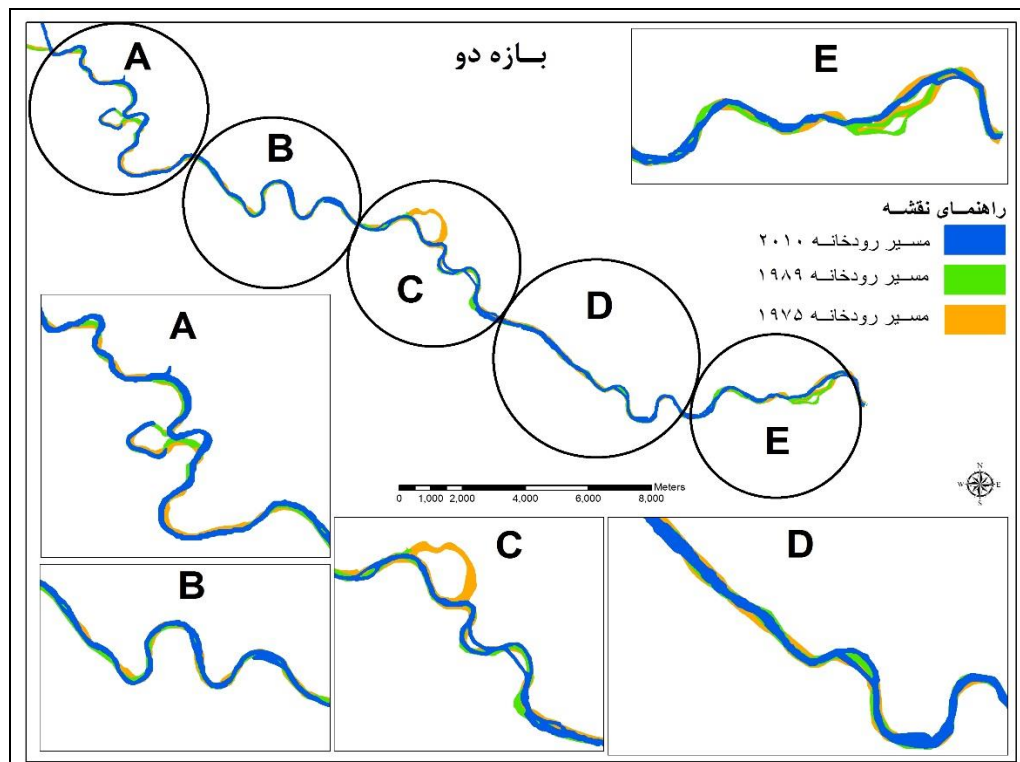 بازه دو
A
B
C
D
E
E
راهنمای نقشه
مسیر رودخانه ۲۰۱۰
مسیر رودخانه ۱۹۸۹
مسیر رودخانه ۱۹۷۵
A
B
C
D
Meters
0 1,000 2,000 4,000 6,000 8,000
N
W E
S